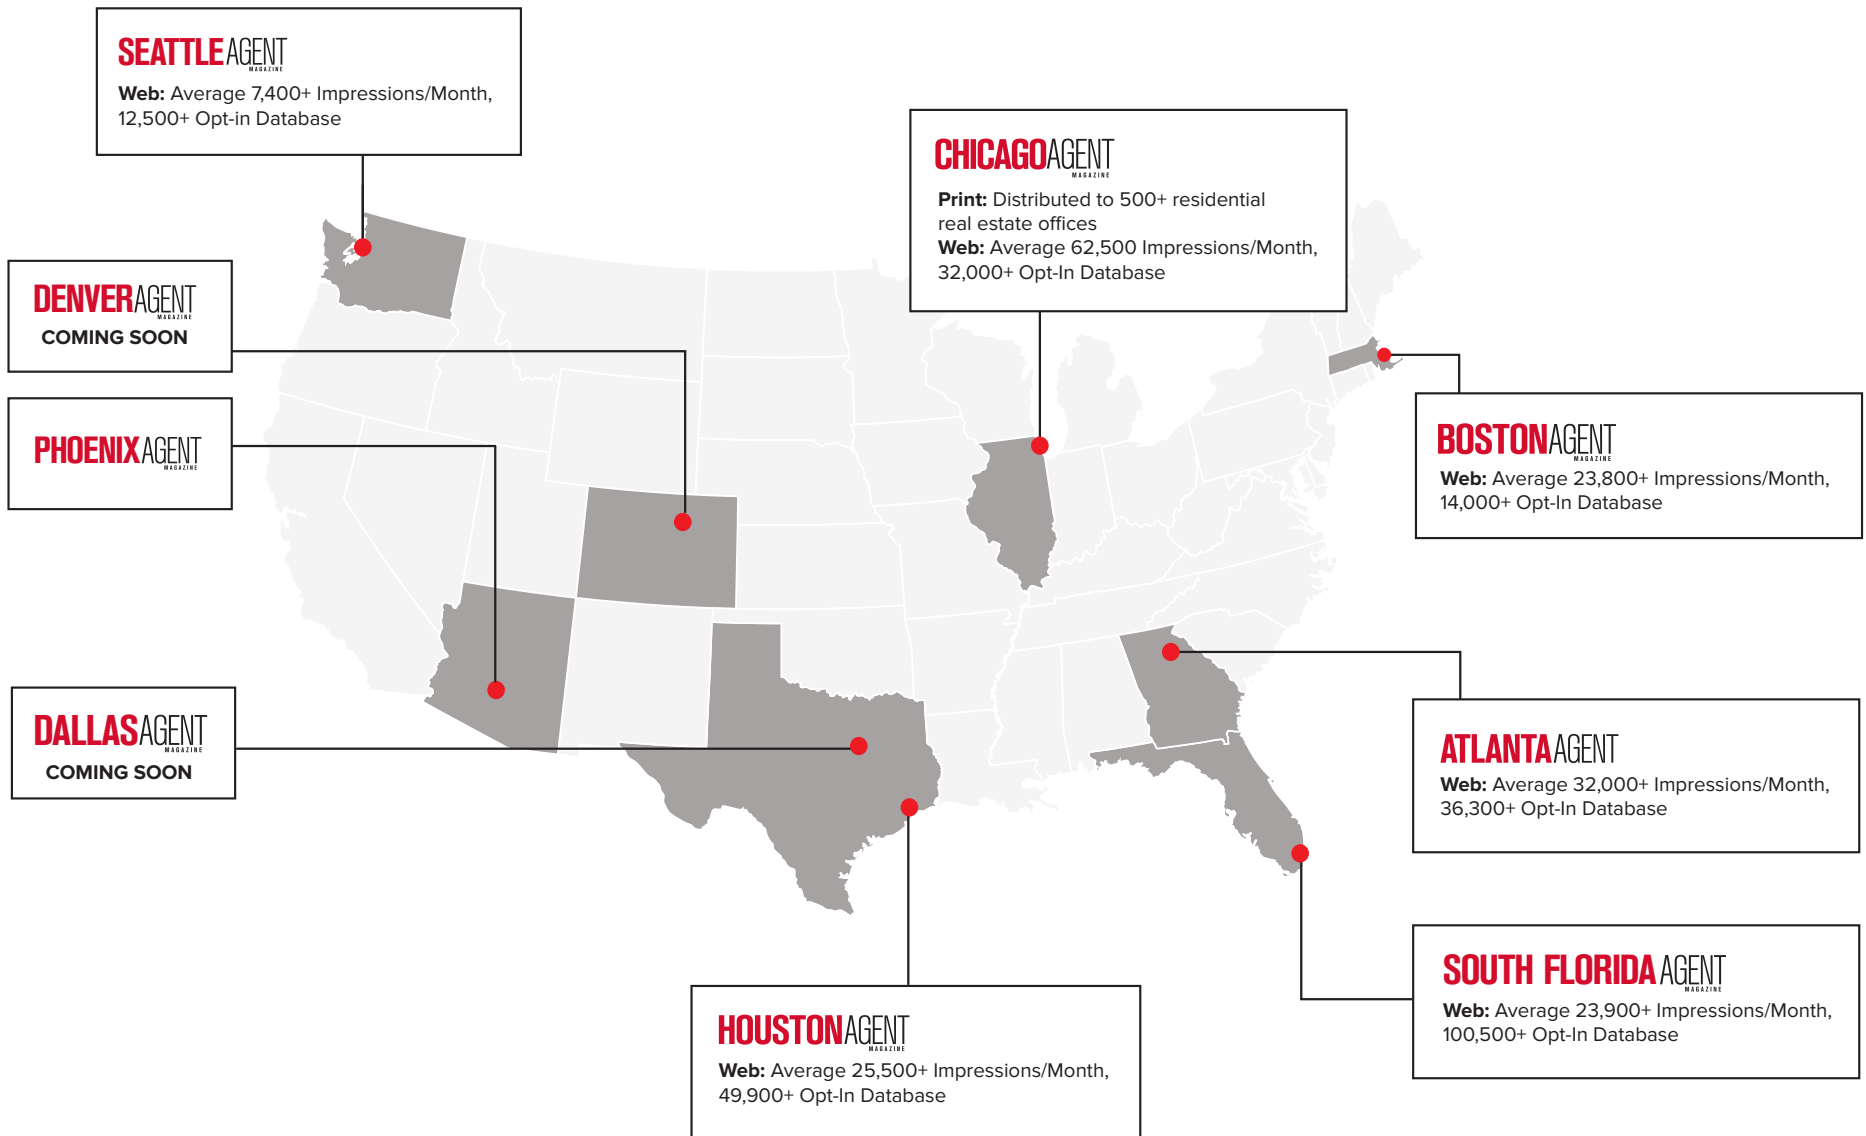 SEATTLE AGENT
MAGAZINE
Web: Average 7,400+ Impressions/Month,
12,500+ Opt-in Database
CHICAGOAGENT
MAGAZINE
Print: Distributed to 500+ residential
real estate offices
Web: Average 62,500 Impressions/Month,
32,000+ Opt-In Database
DENVERAGENT
MAGAZINE
COMING SOON
PHOENIXAGENT
MAGAZINE
BOSTONAGENT
MAGAZINE
Web: Average 23,800+ Impressions/Month,
14,000+ Opt-In Database
DALLASAGENT
MAGAZINE
COMING SOON
ATLANTAAGENT
Web: Average 32,000+ Impressions/Month,
36,300+ Opt-In Database
SOUTH FLORIDA AGENT
MAGAZINE
Web: Average 23,900+ Impressions/Month,
100,500+ Opt-In Database
HOUSTONAGENT
MAGAZINE
Web: Average 25,500+ Impressions/Month,
49,900+ Opt-In Database